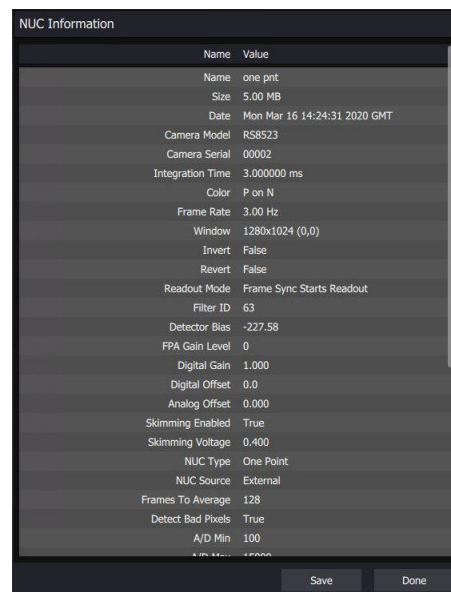 NUC Information
Name Value
Name one pnt
Size 5.00 MB
Date Mon Mar 16 14:24:31 2020 GMT
Camera Model RS8523
Camera Serial 00002
Integration Time 3.000000 ms
Color P on N
Frame Rate 3.00 Hz
Window 1280x1024 (0,0)
Invert False
Revert False
Readout Mode Frame Sync Starts Readout
Filter ID 63
Detector Bias -227.58
FPA Gain Level 0
Digital Gain 1.000
Digital Offset 0.0
Analog Offset 0.000
Skimming Enabled True
Skimming Voltage 0.400
NUC Type One Point
NUC Source External
Frames To Average 128
Detect Bad Pixels True
A/D Min 100
Save Done